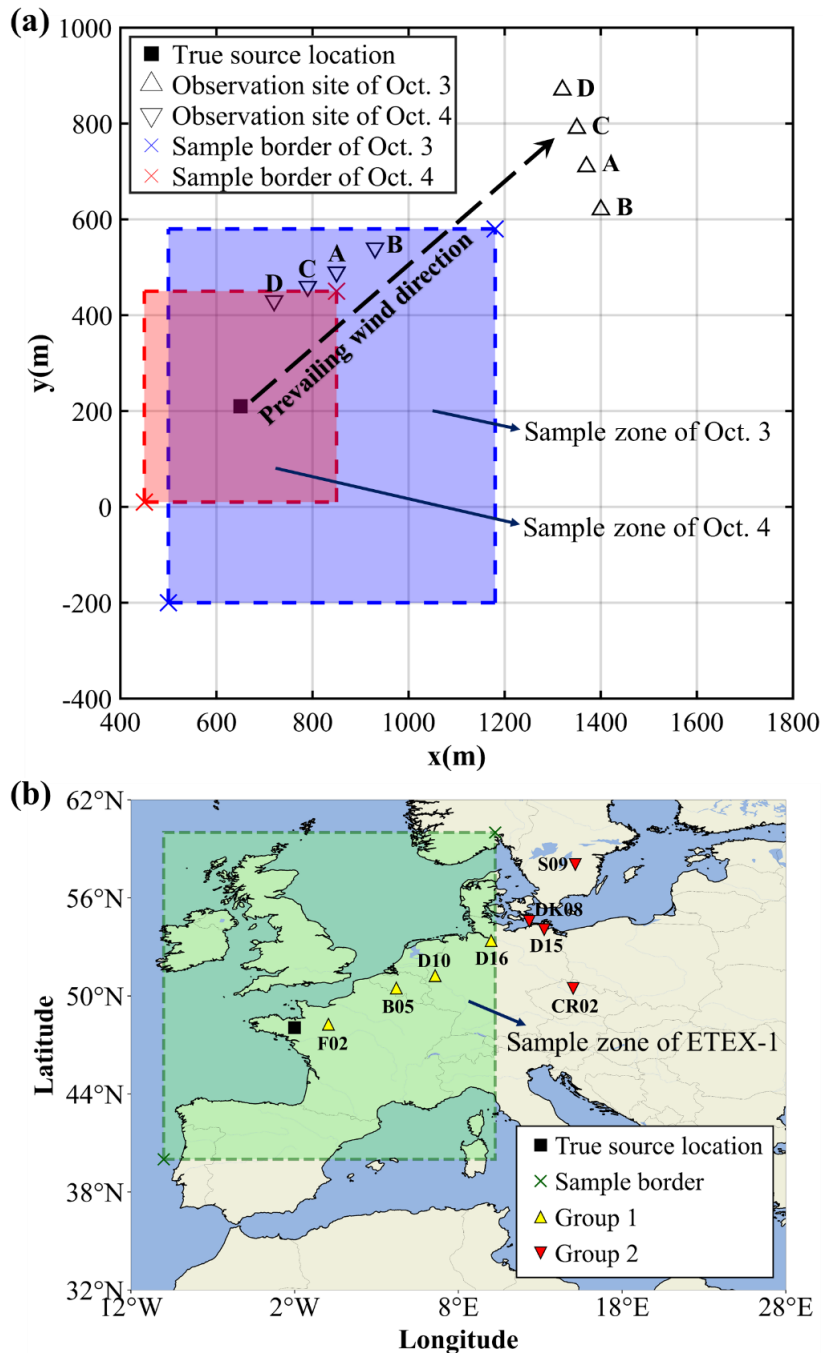 (a)
1000
800
600
400
200
0
-200
-400
y(m)
True source location
Observation site of Oct. 3
Observation site of Oct. 4
Sample border of Oct. 3
Sample border of Oct. 4
D
C
A
B
B
A
C
D
Prevailing wind direction
Sample zone of Oct. 3
Sample zone of Oct. 4
400 600 800 1000 1200 1400 1600 1800
x(m)
(b)
62°N
56°N
50°N
44°N
38°N
32°N
Latitude
S09
DK08
D15
D16
D10
B05
CR02
F02
Sample zone of ETEX-1
True source location
Sample border
Group 1
Group 2
12°W 2°W 8°E 18°E 28°E
Longitude